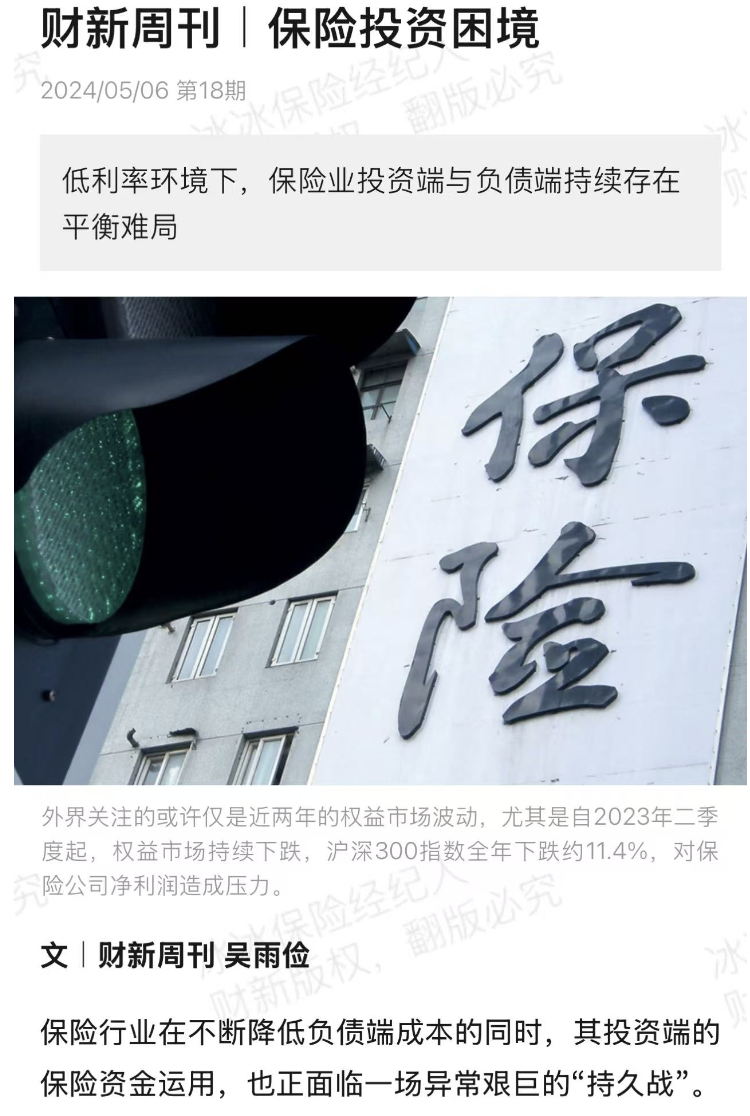 财新周刊｜保险投资困境
2024/05/06 第18期
低利率环境下，保险业投资端与负债端持续存在
平衡难局
保
险
外界关注的或许仅是近两年的权益市场波动，尤其是自2023年二季
度起，权益市场持续下跌，沪深300指数全年下跌约11.4%，对保
险公司净利润造成压力。
文｜财新周刊 吴雨俭
保险行业在不断降低负债端成本的同时，其投资端的
保险资金运用，也正面临一场异常艰巨的“持久战”。
冰冰保险经纪人
财新版权，翻版必究